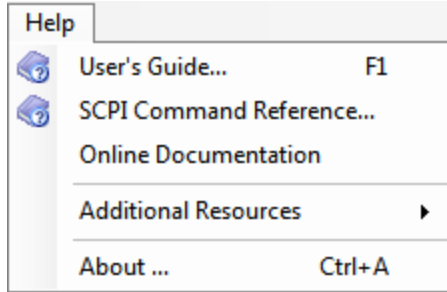 Help
User's Guide... F1
SCPI Command Reference...
Online Documentation
Additional Resources
About ... Ctrl+A